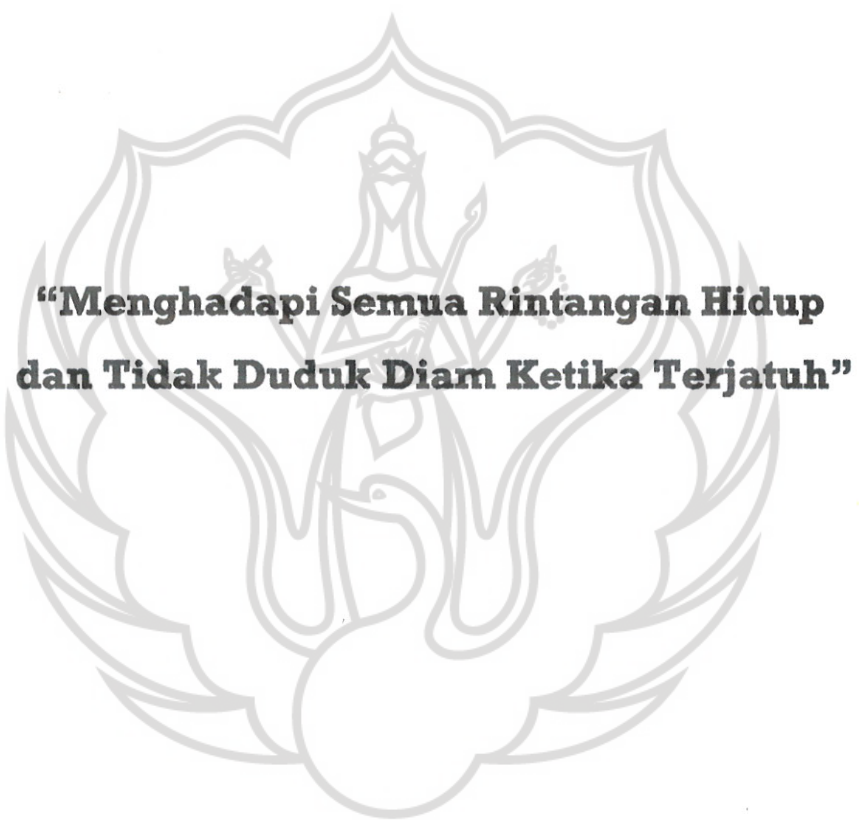 “Menghadapi Semua Rintangan Hidup
dan Tidak Duduk Diam Ketika Terjatuh”